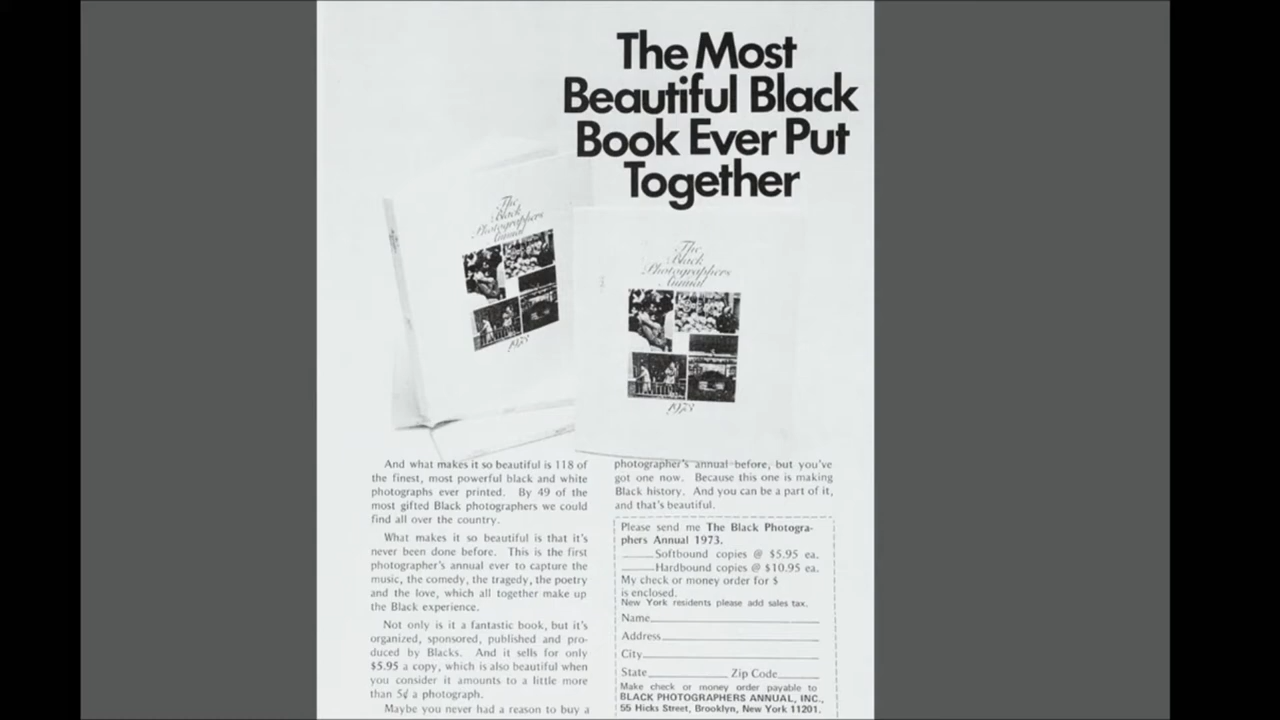 The Most
Beautiful Black
Book Ever Put
Together
The
Black
Photographers
Annual
1973
The
Black
Photographers
Annual
1973
And what makes it so beautiful is 118 of
the finest, most powerful black and white
photographs ever printed. By 49 of the
most gifted Black photographers we could
find all over the country.
What makes it so beautiful is that it's
never been done before. This is the first
photographer's annual ever to capture the
music, the comedy, the tragedy, the poetry
and the love, which all together make up
the Black experience.
Not only is it a fantastic book, but it's
organized, sponsored, published and pro-
duced by Blacks. And it sells for only
$5.95 a copy, which is also beautiful when
you consider it amounts to a little more
than 5¢ a photograph.
Maybe you never had a reason to buy a
photographer's annual before, but you've
got one now. Because this one is making
Black history. And you can be a part of it,
and that's beautiful.
Please send me The Black Photogra-
phers Annual 1973.
Softbound copies @ $5.95 ea.
Hardbound copies @ $10.95 ea.
My check or money order for $
is enclosed.
New York residents please add sales tax.
Name
Address
City
State Zip Code
Make check or money order payable to
BLACK PHOTOGRAPHERS ANNUAL, INC.,
55 Hicks Street, Brooklyn, New York 11201.